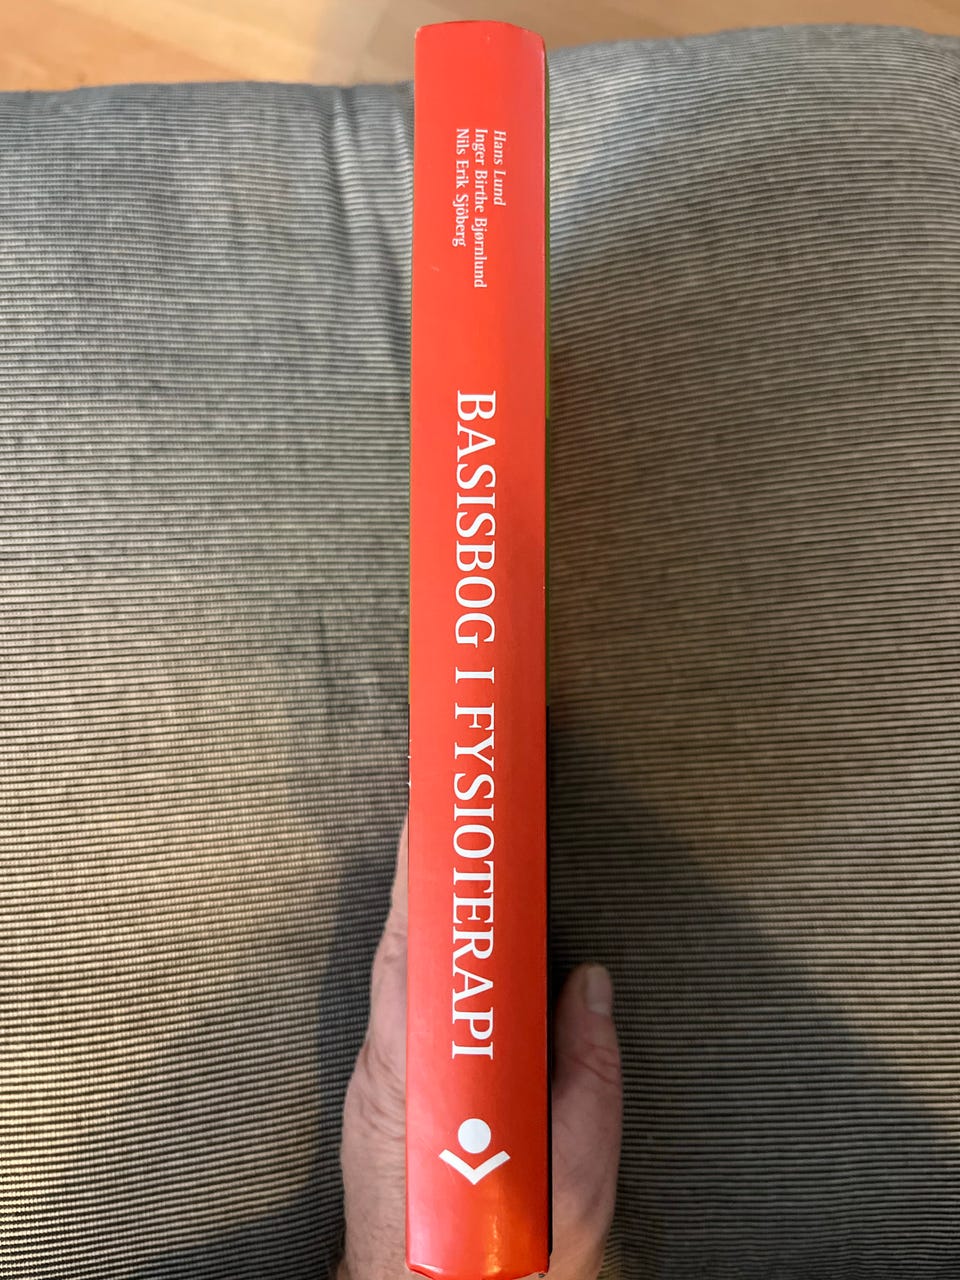 Hans Lund
Inger Birthe Bjørnlund
Nils Erik Sjöberg
BASISBOG I FYSIOTERAPI